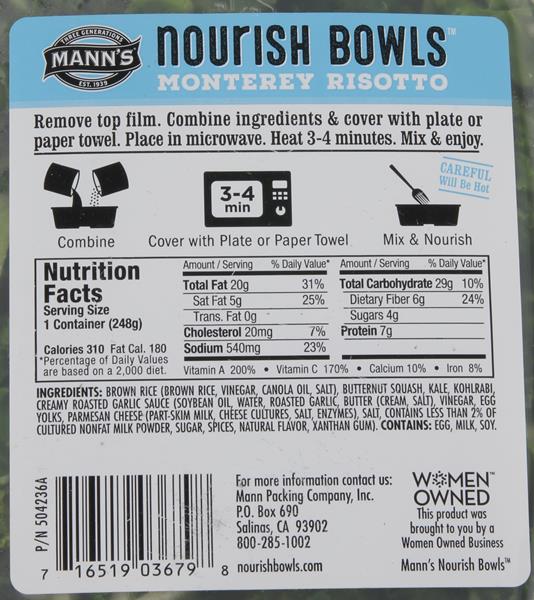 THREE GENERATIONS
MANN'S
EST. 1939
NOURISH BOWLS™
MONTEREY RISOTTO
Remove top film. Combine ingredients & cover with plate or
paper towel. Place in microwave. Heat 3-4 minutes. Mix & enjoy.
3-4
min
CAREFUL
Will Be Hot
Combine
Cover with Plate or Paper Towel
Mix & Nourish
Nutrition
Facts
Serving Size
1 Container (248g)
Calories 310 Fat Cal. 180
*Percentage of Daily Values
are based on a 2,000 diet.
Amount / Serving % Daily Value*
Total Fat 20g 31%
Sat Fat 5g 25%
Trans. Fat 0g
Cholesterol 20mg 7%
Sodium 540mg 23%
Amount / Serving % Daily Value*
Total Carbohydrate 29g 10%
Dietary Fiber 6g 24%
Sugars 4g
Protein 7g
Vitamin A 200% • Vitamin C 170% • Calcium 10% • Iron 8%
INGREDIENTS: BROWN RICE (BROWN RICE, VINEGAR, CANOLA OIL, SALT), BUTTERNUT SQUASH, KALE, KOHLRABI,
CREAMY ROASTED GARLIC SAUCE (SOYBEAN OIL, WATER, ROASTED GARLIC, BUTTER (CREAM, SALT), VINEGAR, EGG
YOLKS, PARMESAN CHEESE (PART-SKIM MILK, CHEESE CULTURES, SALT, ENZYMES), SALT, CONTAINS LESS THAN 2% OF
CULTURED NONFAT MILK POWDER, SUGAR, SPICES, NATURAL FLAVOR, XANTHAN GUM). CONTAINS: EGG, MILK, SOY.
P/N 504236A
7 16519 03679 8
For more information contact us:
Mann Packing Company, Inc.
P.O. Box 690
Salinas, CA 93902
800-285-1002
nourishbowls.com
WOMEN™
OWNED
This product was
brought to you by a
Women Owned Business
Mann's Nourish Bowls™